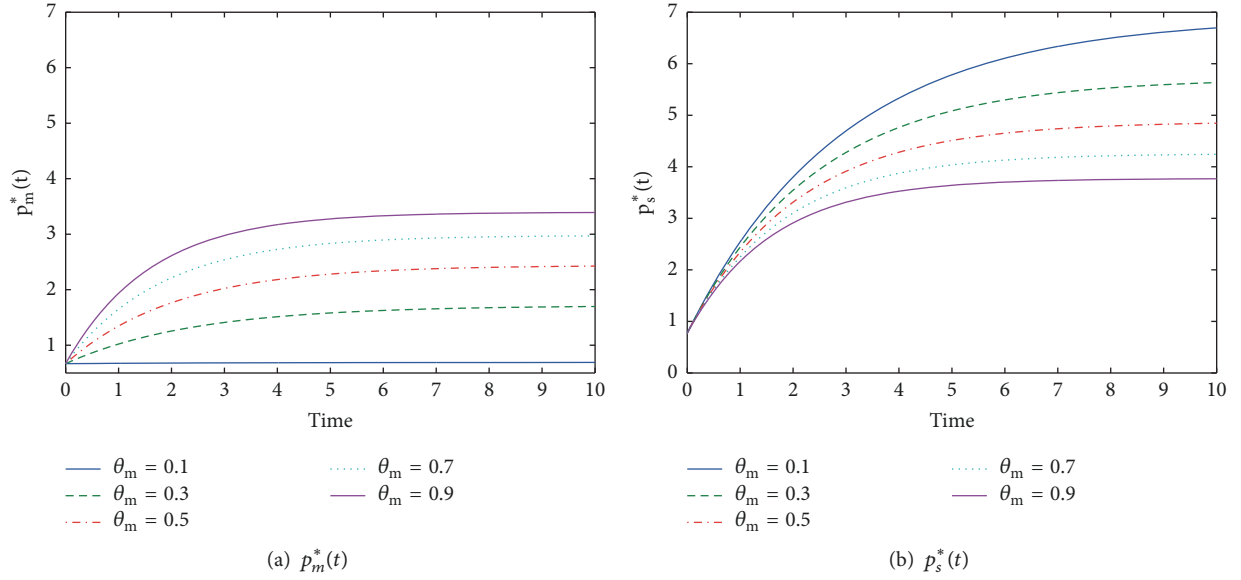 7
6
5
4
3
2
1
p*m(t)
0 1 2 3 4 5 6 7 8 9 10
Time
θm = 0.1
θm = 0.3
θm = 0.5
θm = 0.7
θm = 0.9
(a) p*m(t)
7
6
5
4
3
2
1
0
p*s(t)
0 1 2 3 4 5 6 7 8 9 10
Time
θm = 0.1
θm = 0.3
θm = 0.5
θm = 0.7
θm = 0.9
(b) p*s(t)